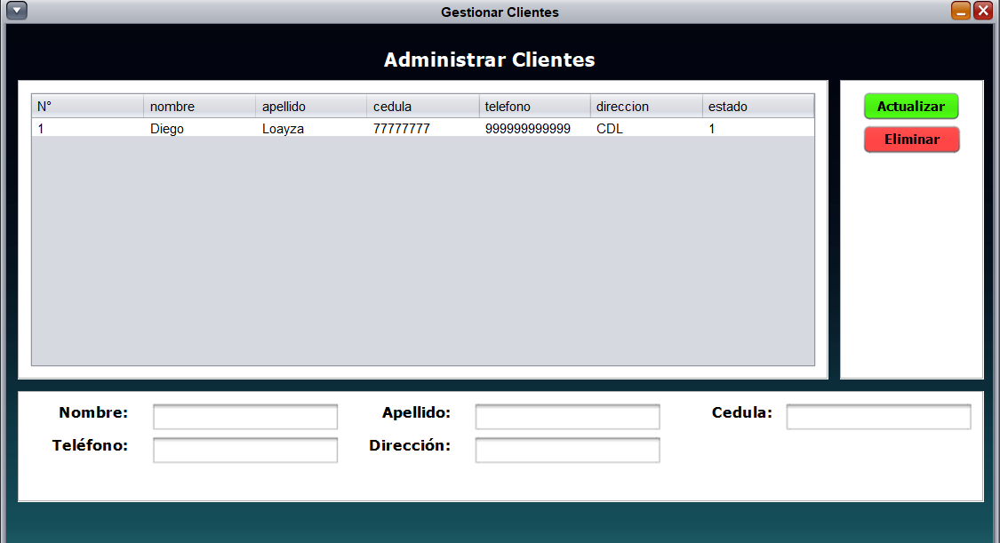 Gestionar Clientes
Administrar Clientes
N° nombre apellido cedula telefono direccion estado
1 Diego Loayza 77777777 999999999999 CDL 1
Actualizar
Eliminar
Nombre: Apellido: Cedula:
Teléfono: Dirección: